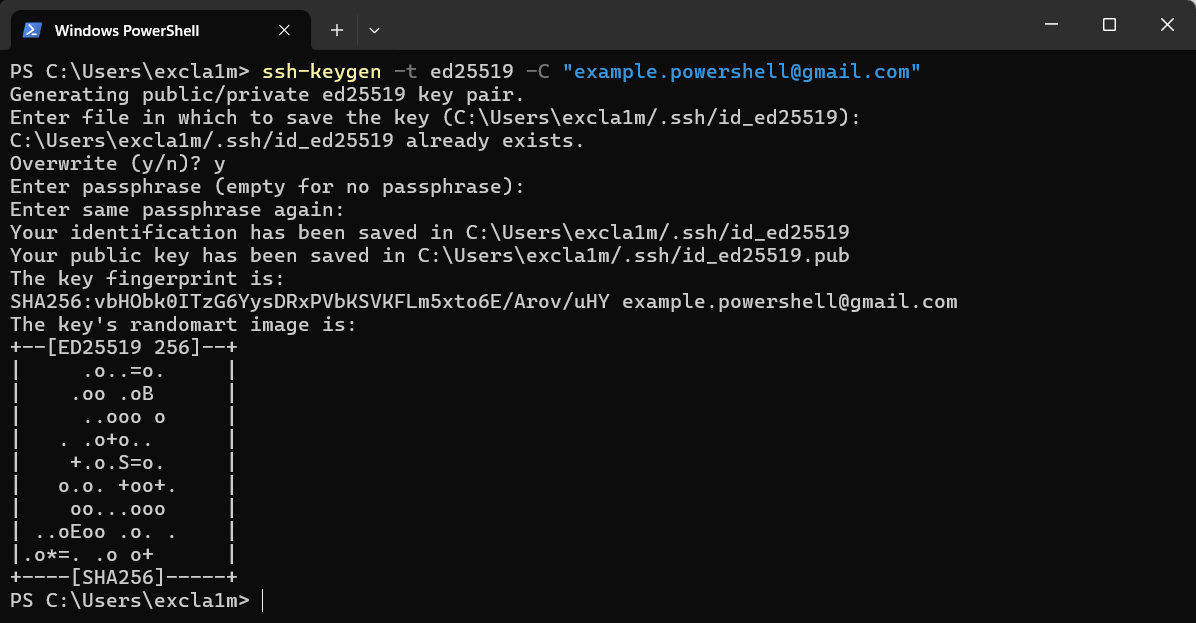 Windows PowerShell
PS C:\Users\excla1m> ssh-keygen -t ed25519 -C "example.powershell@gmail.com"
Generating public/private ed25519 key pair.
Enter file in which to save the key (C:\Users\excla1m/.ssh/id_ed25519):
C:\Users\excla1m/.ssh/id_ed25519 already exists.
Overwrite (y/n)? y
Enter passphrase (empty for no passphrase):
Enter same passphrase again:
Your identification has been saved in C:\Users\excla1m/.ssh/id_ed25519
Your public key has been saved in C:\Users\excla1m/.ssh/id_ed25519.pub
The key fingerprint is:
SHA256:vbHObk0ITzG6YysDRxPVbKSVKFLm5xto6E/Arov/uHY example.powershell@gmail.com
The key's randomart image is:
+--[ED25519 256]--+
|     .o..=o.     |
|    .oo .oB      |
|     ..ooo o     |
|   . .o+o..      |
|    +.o.S=o.     |
|   o.o. +oo+.    |
|    oo...ooo     |
| ..oEoo .o. .    |
|.o*=. .o o+      |
+----[SHA256]-----+
PS C:\Users\excla1m>